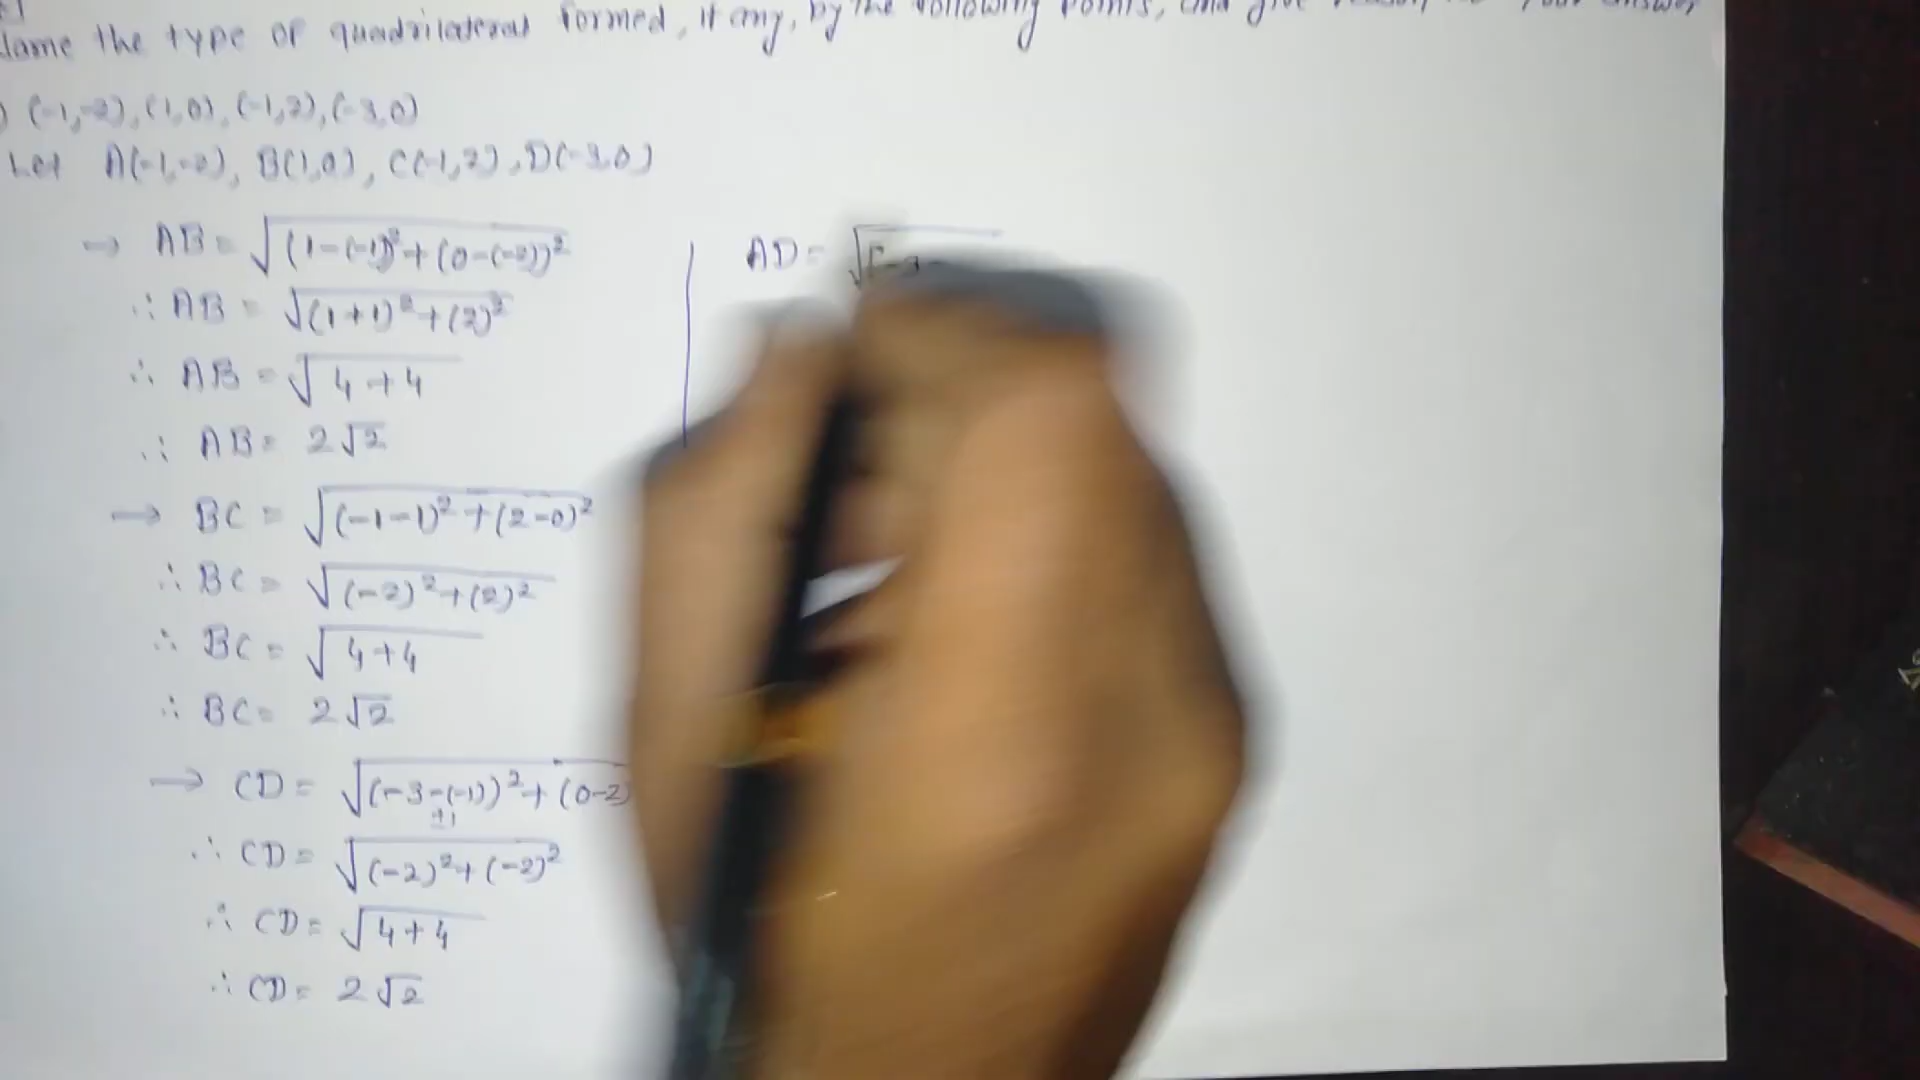 the type of quadrilateral formed, if any, by the following points, and give
(-1,-2), (1,0), (-1,2), (-3,0)
Let A(-1,-2), B(1,0), C(-1,2), D(-3,0)
→ AB = √(1-(-1))²+(0-(-2))²
∴ AB = √(1+1)²+(2)²
∴ AB = √4+4
∴ AB = 2√2
→ BC = √(-1-1)²+(2-0)²
∴ BC = √(-2)²+(2)²
∴ BC = √4+4
∴ BC = 2√2
→ CD = √(-3-(-1))²+(0-2)
+1
∴ CD = √(-2)²+(-2)²
∴ CD = √4+4
∴ CD = 2√2
AD = √(-3-